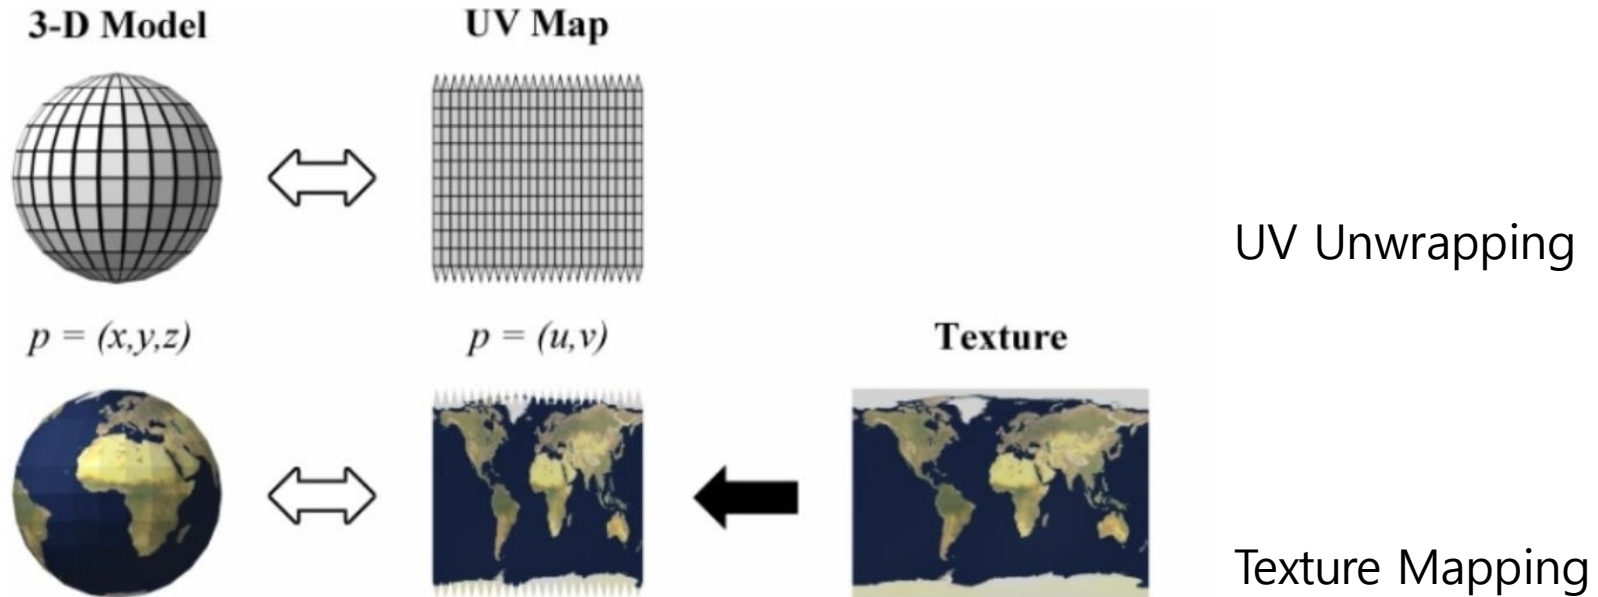 3-D Model
UV Map
UV Unwrapping
p = (x,y,z)
p = (u,v)
Texture
Texture Mapping